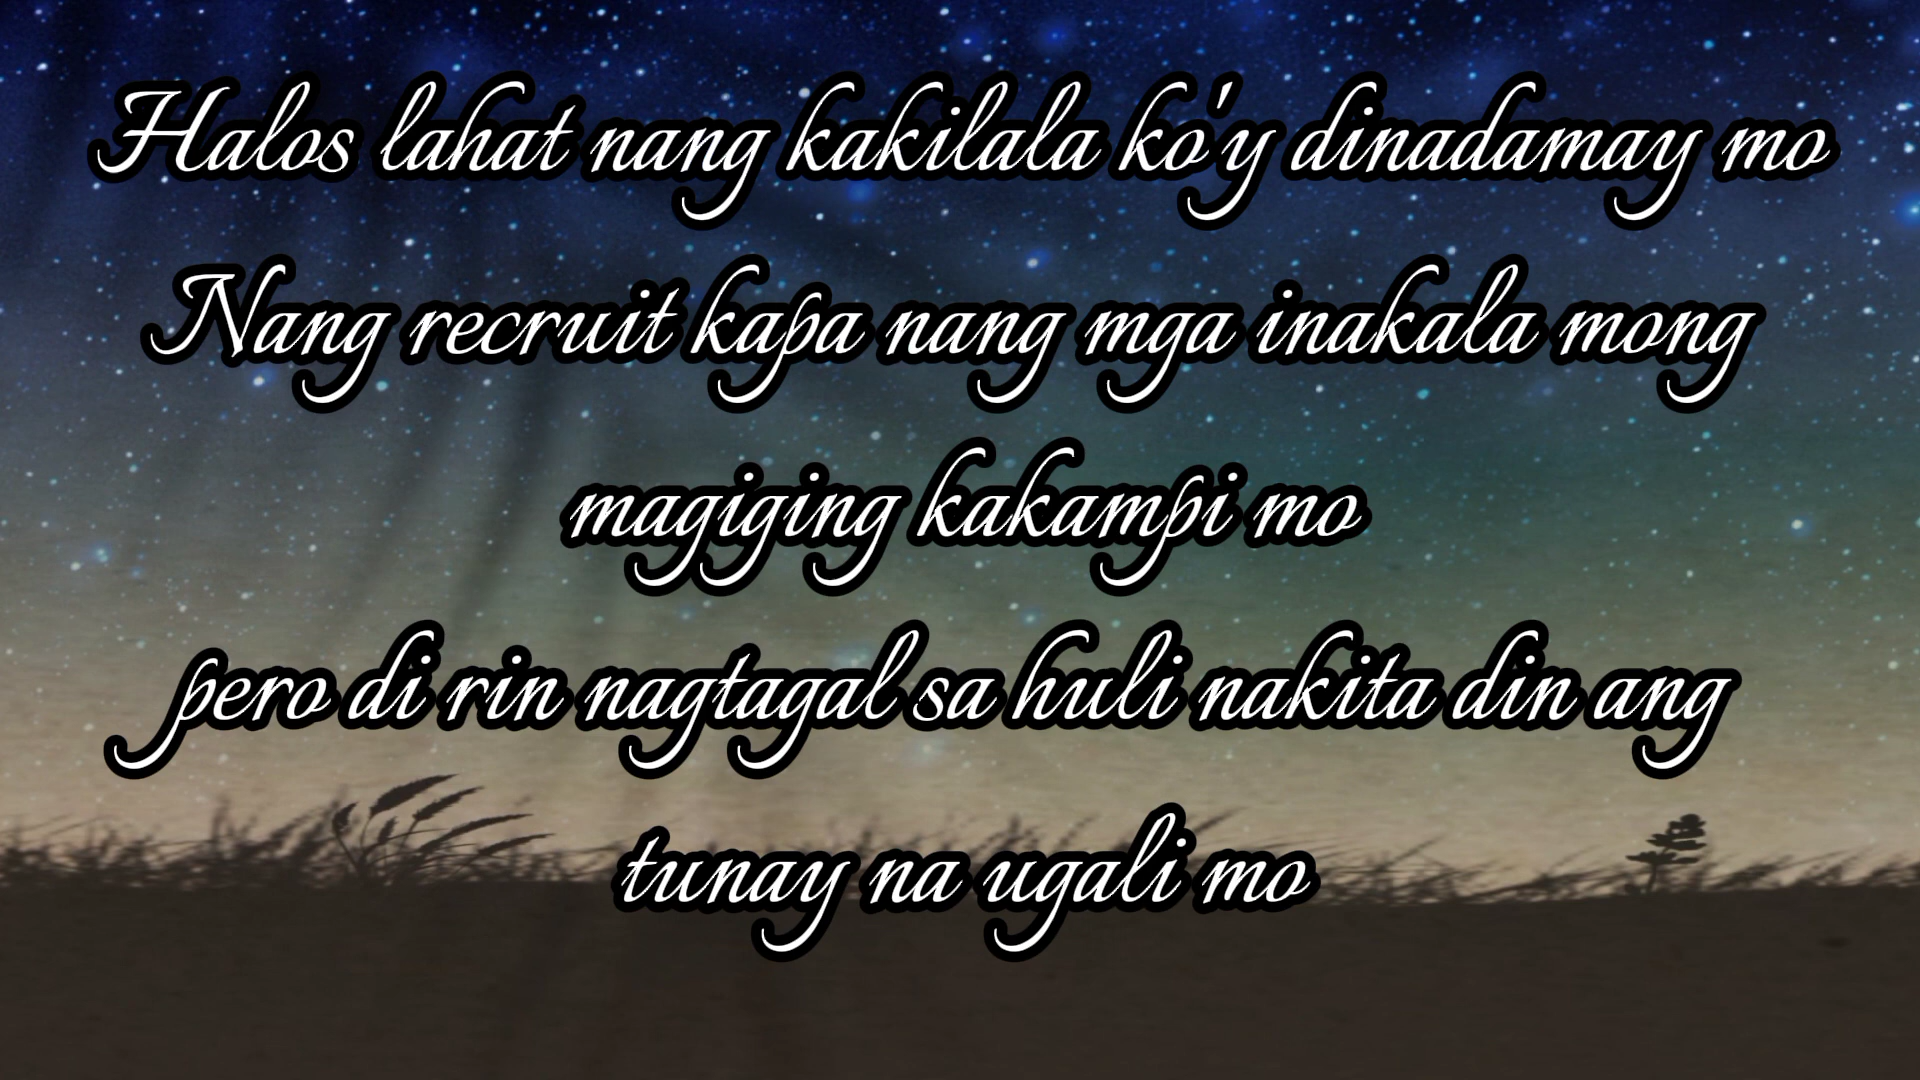 Halos lahat nang kakilala ko'y dinadamay mo
Nang recruit kapa nang mga inakala mong
magiging kakampi mo
pero di rin nagtagal sa huli nakita din ang
tunay na ugali mo